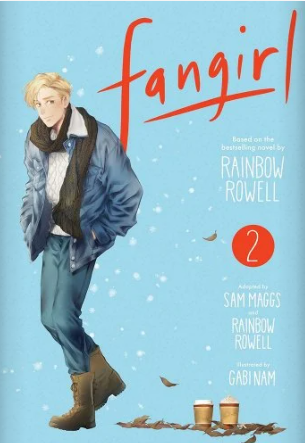 fangirl
Based on the
bestselling novel by
RAINBOW
ROWELL
2
Adapted by
SAM MAGGS
and
RAINBOW
ROWELL
Illustrated by
GABI NAM